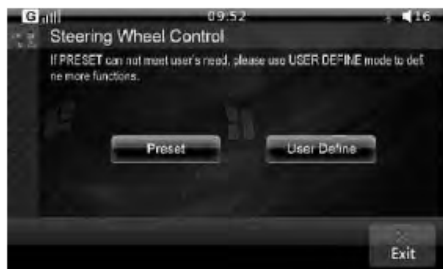 G 09:52 16
Steering Wheel Control
If PRESET can not meet user's need, please use USER DEFINE mode to defi
ne more functions.
Preset User Define
Exit